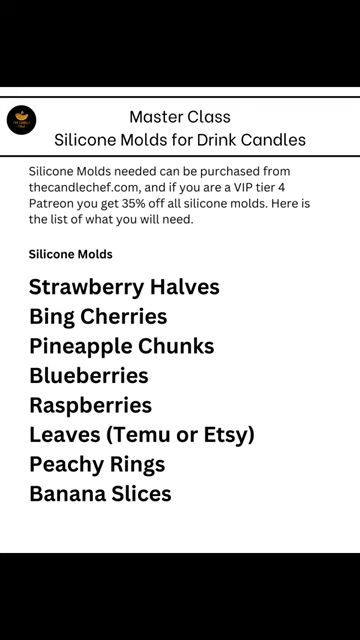 Master Class
Silicone Molds for Drink Candles
Silicone Molds needed can be purchased from
thecandlechef.com, and if you are a VIP tier 4
Patreon you get 35% off all silicone molds. Here is
the list of what you will need.
Silicone Molds
Strawberry Halves
Bing Cherries
Pineapple Chunks
Blueberries
Raspberries
Leaves (Temu or Etsy)
Peachy Rings
Banana Slices